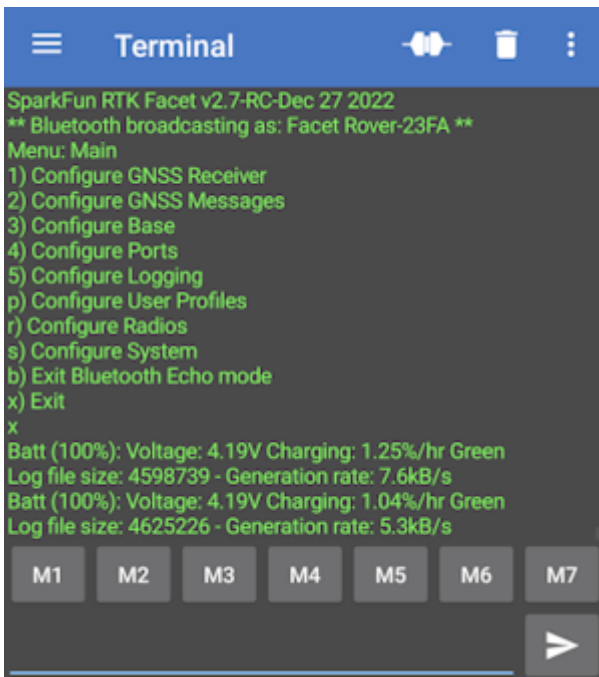 Terminal
SparkFun RTK Facet v2.7-RC-Dec 27 2022
** Bluetooth broadcasting as: Facet Rover-23FA **
Menu: Main
1) Configure GNSS Receiver
2) Configure GNSS Messages
3) Configure Base
4) Configure Ports
5) Configure Logging
p) Configure User Profiles
r) Configure Radios
s) Configure System
b) Exit Bluetooth Echo mode
x) Exit
x
Batt (100%): Voltage: 4.19V Charging: 1.25%/hr Green
Log file size: 4598739 - Generation rate: 7.6kB/s
Batt (100%): Voltage: 4.19V Charging: 1.04%/hr Green
Log file size: 4625226 - Generation rate: 5.3kB/s
M1 M2 M3 M4 M5 M6 M7